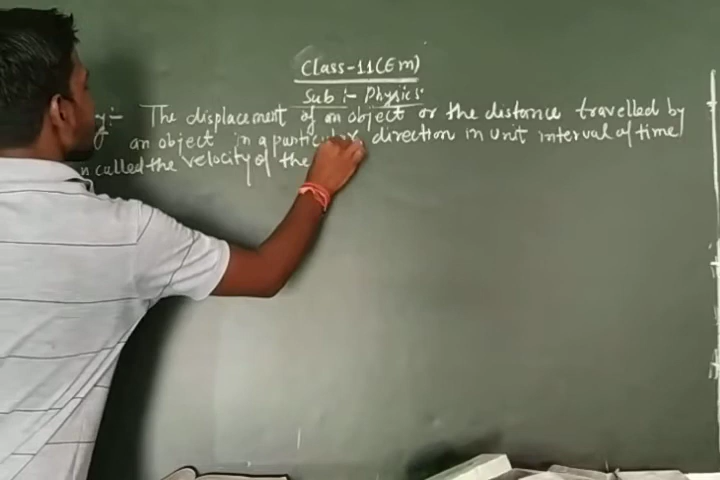 Class-11(Em)
Sub :- Physics:
y:- The displacement of an object or the distance travelled by
an object in a particular direction in unit interval of time
called the velocity of the